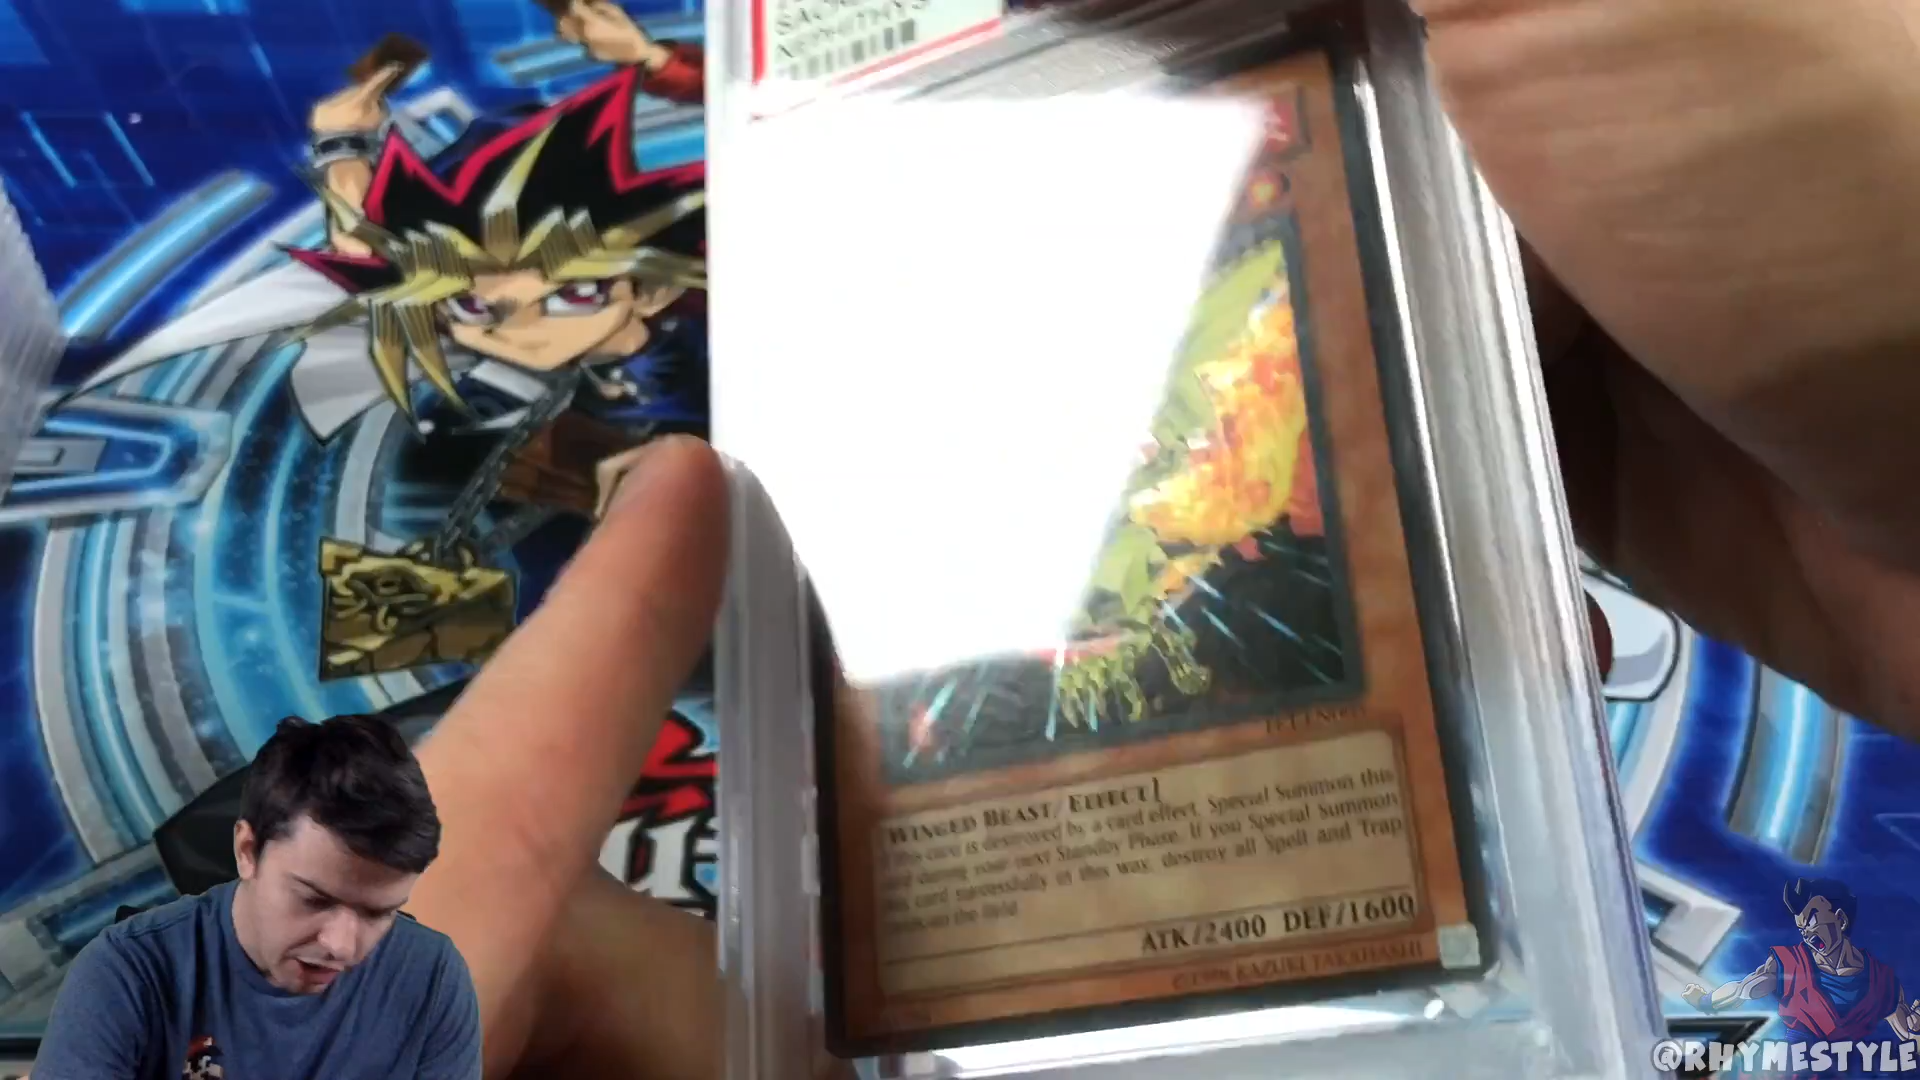 NEPHTHYS
WINGED BEAST/EFFECT]
If this card is destroyed by a card effect, Special Summon this
card during your next Standby Phase. If you Special Summon
this card successfully in this way, destroy all Spell and Trap
on the field
ATK/2400 DEF/1600
©1996 KAZUKI TAKAHASHI
@RHYMESTYLE